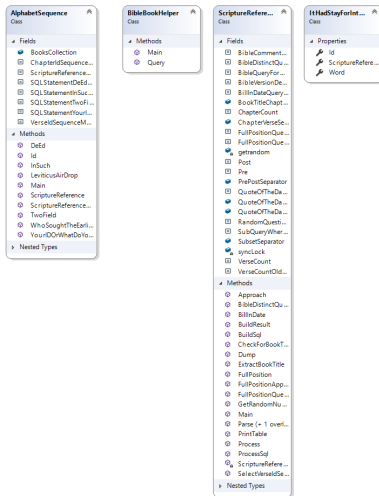 AlphabetSequence
Class
Fields
BooksCollection
ChapterIdSequence...
ScriptureReference...
SQLStatementDEd...
SQLStatementInSuc...
SQLStatementTwoFi...
SQLStatementYourI...
VerseIdSequenceM...
Methods
DeEd
Id
InSuch
LeviticusAirDrop
Main
ScriptureReference
ScriptureReference...
TwoField
WhoSoughtTheEarli...
YourIDOrWhatDoYo...
Nested Types
BibleBookHelper
Class
Methods
Main
Query
ScriptureRefere...
Class
Fields
BibleComment...
BibleDistinctQu...
BibleQueryFor...
BibleVersionDe...
BillInDateQuery...
BookTitleChapt...
ChapterCount
ChapterVerseSe...
FullPositionQue...
FullPositionQue...
getrandom
Post
Pre
PrePostSeparator
QuoteOfTheDa...
QuoteOfTheDa...
QuoteOfTheDa...
RandomQuesti...
SubQueryWher...
SubsetSeparator
syncLock
VerseCount
VerseCountOld...
Methods
Approach
BibleDistinctQu...
BillInDate
BuildResult
BuildSql
CheckForBookT...
Dump
ExtractBookTitle
FullPosition
FullPositionApp...
FullPositionQue...
GetRandomNu...
Main
Parse (+ 1 overl...
PrintTable
Process
ProcessSql
ScriptureRefere...
SelectVerseIdSe...
Nested Types
ItHadStayForInt...
Class
Properties
Id
ScriptureRefere...
Word